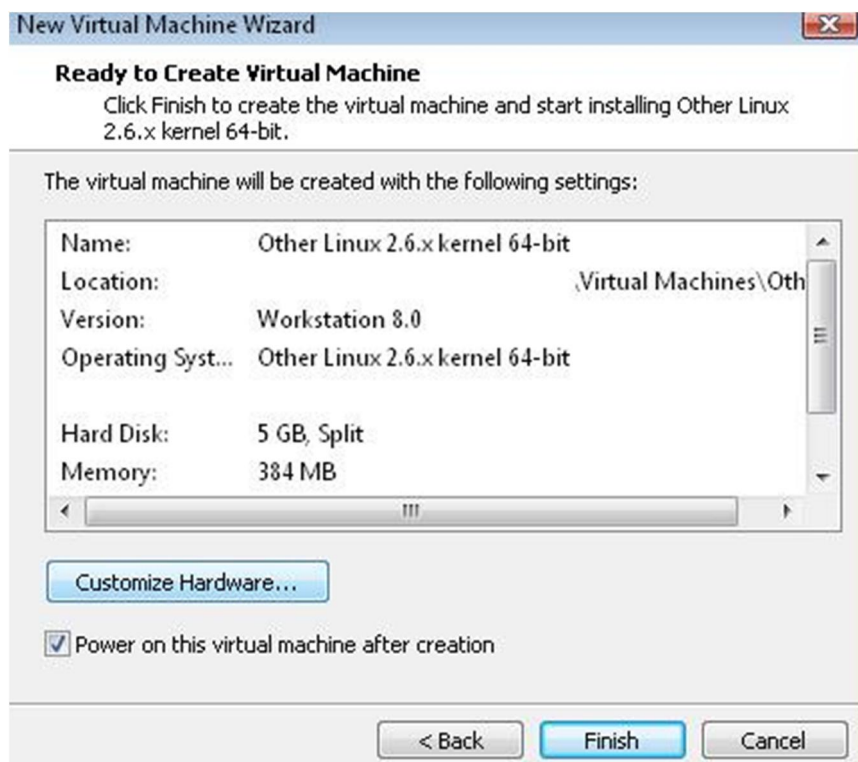 New Virtual Machine Wizard
Ready to Create Virtual Machine
Click Finish to create the virtual machine and start installing Other Linux
2.6.x kernel 64-bit.
The virtual machine will be created with the following settings:
Name: Other Linux 2.6.x kernel 64-bit
Location: \Virtual Machines\Oth
Version: Workstation 8.0
Operating Syst... Other Linux 2.6.x kernel 64-bit
Hard Disk: 5 GB, Split
Memory: 384 MB
Customize Hardware...
Power on this virtual machine after creation
< Back Finish Cancel